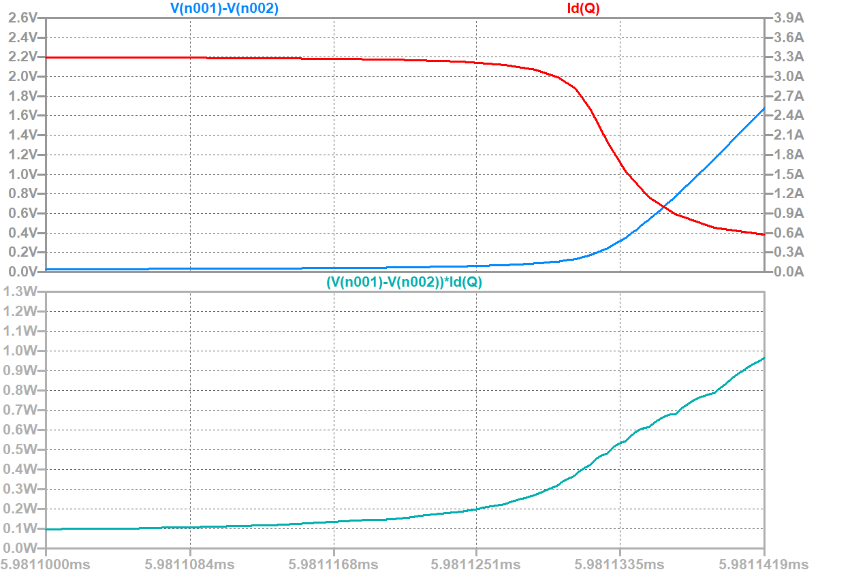 V(n001)-V(n002) Id(Q)
2.6V 3.9A
2.4V 3.6A
2.2V 3.3A
2.0V 3.0A
1.8V 2.7A
1.6V 2.4A
1.4V 2.1A
1.2V 1.8A
1.0V 1.5A
0.8V 1.2A
0.6V 0.9A
0.4V 0.6A
0.2V 0.3A
0.0V 0.0A
(V(n001)-V(n002))*Id(Q)
1.3W
1.2W
1.1W
1.0W
0.9W
0.8W
0.7W
0.6W
0.5W
0.4W
0.3W
0.2W
0.1W
0.0W
5.9811000ms 5.9811084ms 5.9811168ms 5.9811251ms 5.9811335ms 5.9811419ms